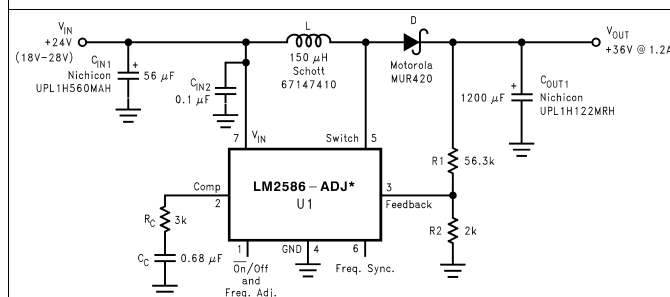 V_IN
+24V
(18V-28V)
C_IN1
Nichicon
UPL1H560MAH
+
56 μF
C_IN2
0.1 μF
L
150 μH
Schott
67147410
D
Motorola
MUR420
V_OUT
+36V @ 1.2A
1200 μF
+
C_OUT1
Nichicon
UPL1H122MRH
7
V_IN
Switch
5
R1
56.3k
LM2586-ADJ*
U1
Comp
2
3
Feedback
R_C
3k
R2
2k
C_C
0.68 μF
1
GND
4
6
On/Off
and
Freq. Adj.
Freq. Sync.